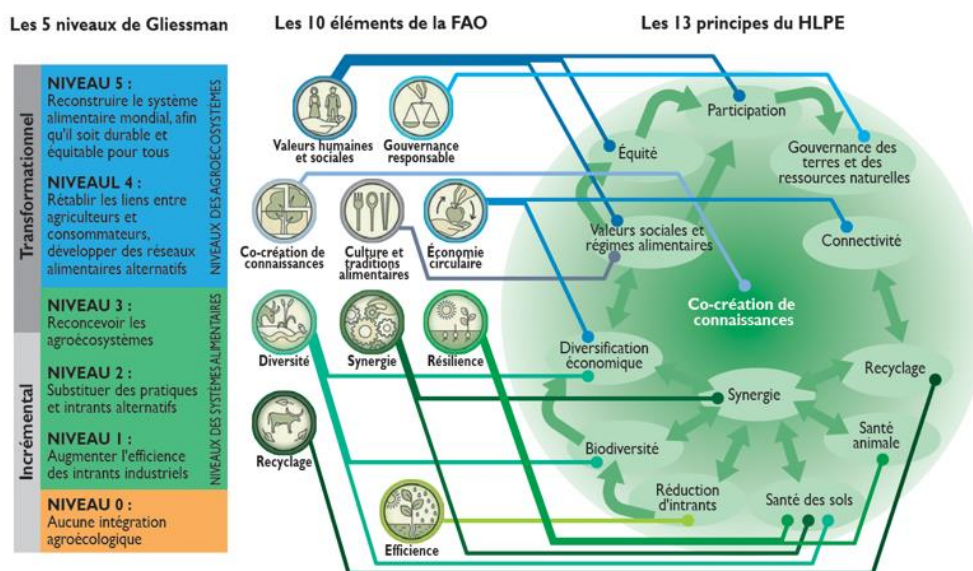 Les 5 niveaux de Gliessman
Les 10 éléments de la FAO
Les 13 principes du HLPE
Transformationnel
Incrémental
NIVEAU 5 :
Reconstruire le système
alimentaire mondial, afin
qu'il soit durable et
équitable pour tous
NIVEAUL 4 :
Rétablir les liens entre
agriculteurs et
consommateurs,
développer des réseaux
alimentaires alternatifs
NIVEAU 3 :
Reconcevoir les
agroécosystèmes
NIVEAU 2 :
Substituer des pratiques
et intrants alternatifs
NIVEAU 1 :
Augmenter l'efficience
des intrants industriels
NIVEAU 0 :
Aucune intégration
agroécologique
NIVEAUX DES AGROÉCOSYSTÈMES
NIVEAUX DES SYSTÈMES ALIMENTAIRES
Valeurs humaines
et sociales
Gouvernance
responsable
Co-création de
connaissances
Culture et
traditions
alimentaires
Économie
circulaire
Diversité
Synergie
Résilience
Recyclage
Efficience
Participation
Équité
Gouvernance des
terres et des
ressources naturelles
Valeurs sociales et
régimes alimentaires
Connectivité
Co-création de
connaissances
Diversification
économique
Recyclage
Synergie
Santé
animale
Biodiversité
Réduction
d'intrants
Santé des sols